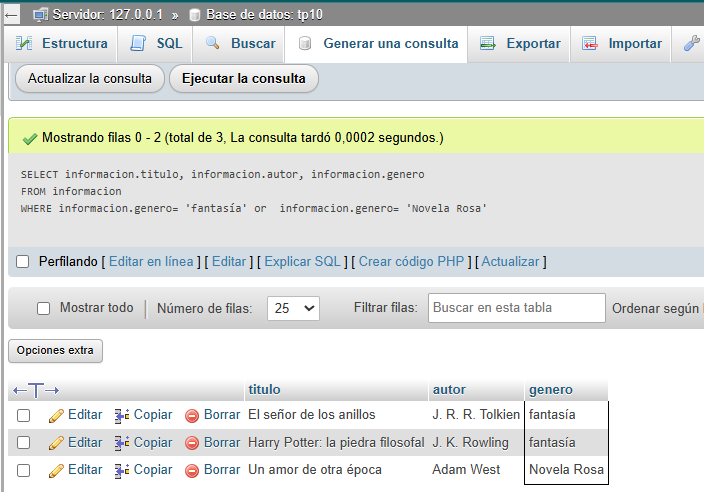 ← Servidor: 127.0.0.1 » Base de datos: tp10
Estructura SQL Buscar Generar una consulta Exportar Importar
Actualizar la consulta Ejecutar la consulta
Mostrando filas 0 - 2 (total de 3, La consulta tardó 0,0002 segundos.)
SELECT informacion.titulo, informacion.autor, informacion.genero
FROM informacion
WHERE informacion.genero= 'fantasía' or  informacion.genero= 'Novela Rosa'
Perfilando [ Editar en línea ] [ Editar ] [ Explicar SQL ] [ Crear código PHP ] [ Actualizar ]
Mostrar todo Número de filas: 25 Filtrar filas: Buscar en esta tabla Ordenar según
Opciones extra
←T→ titulo autor genero
Editar Copiar Borrar El señor de los anillos J. R. R. Tolkien fantasía
Editar Copiar Borrar Harry Potter: la piedra filosofal J. K. Rowling fantasía
Editar Copiar Borrar Un amor de otra época Adam West Novela Rosa